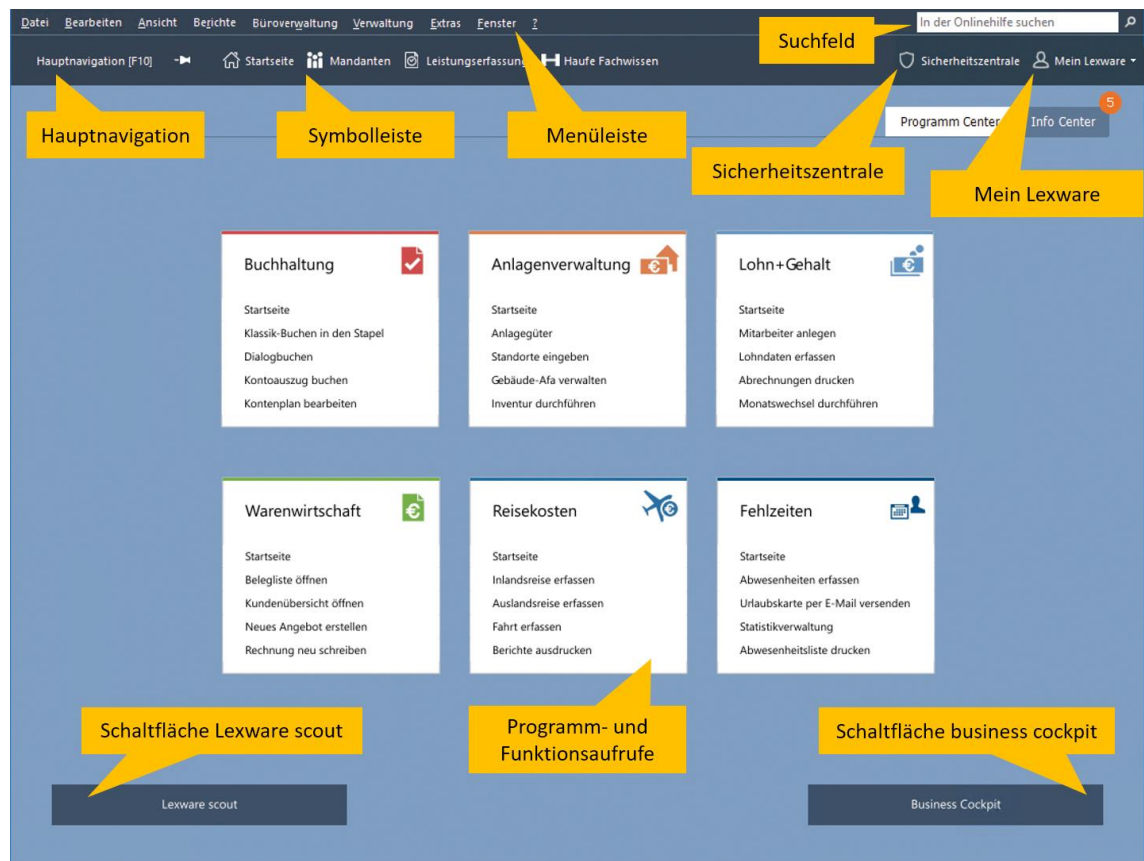 Datei Bearbeiten Ansicht Berichte Büroverwaltung Verwaltung Extras Fenster ?
In der Onlinehilfe suchen
Suchfeld
Hauptnavigation [F10] Startseite Mandanten Leistungserfassung Haufe Fachwissen
Sicherheitszentrale Mein Lexware
5
Programm Center Info Center
Hauptnavigation Symbolleiste Menüleiste
Sicherheitszentrale
Mein Lexware
Buchhaltung
Startseite
Klassik-Buchen in den Stapel
Dialogbuchen
Kontoauszug buchen
Kontenplan bearbeiten
Anlagenverwaltung
Startseite
Anlagegüter
Standorte eingeben
Gebäude-Afa verwalten
Inventur durchführen
Lohn+Gehalt
Startseite
Mitarbeiter anlegen
Lohndaten erfassen
Abrechnungen drucken
Monatswechsel durchführen
Warenwirtschaft
Startseite
Belegliste öffnen
Kundenübersicht öffnen
Neues Angebot erstellen
Rechnung neu schreiben
Reisekosten
Startseite
Inlandsreise erfassen
Auslandsreise erfassen
Fahrt erfassen
Berichte ausdrucken
Fehlzeiten
Startseite
Abwesenheiten erfassen
Urlaubskarte per E-Mail versenden
Statistikverwaltung
Abwesenheitsliste drucken
Schaltfläche Lexware scout
Programm- und
Funktionsaufrufe
Schaltfläche business cockpit
Lexware scout
Business Cockpit